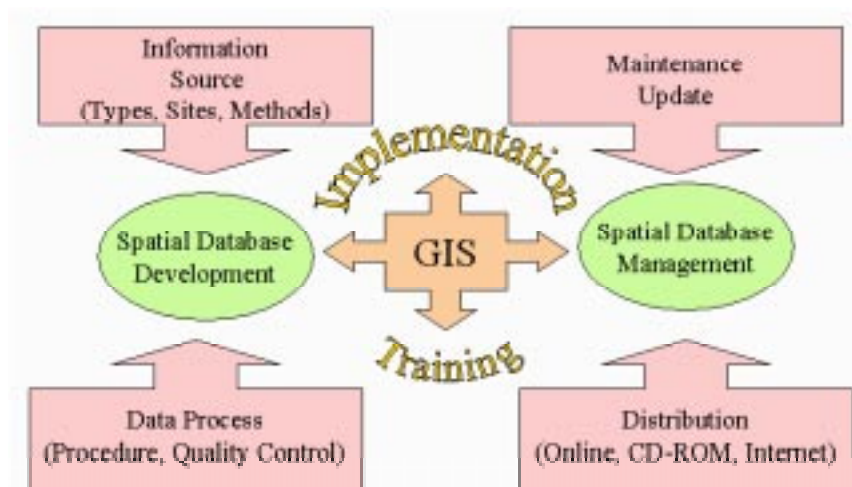 Information
Source
(Types, Sites, Methods)
Maintenance
Update
Implementation
Spatial Database
Development
GIS
Spatial Database
Management
Training
Data Process
(Procedure, Quality Control)
Distribution
(Online, CD-ROM, Internet)